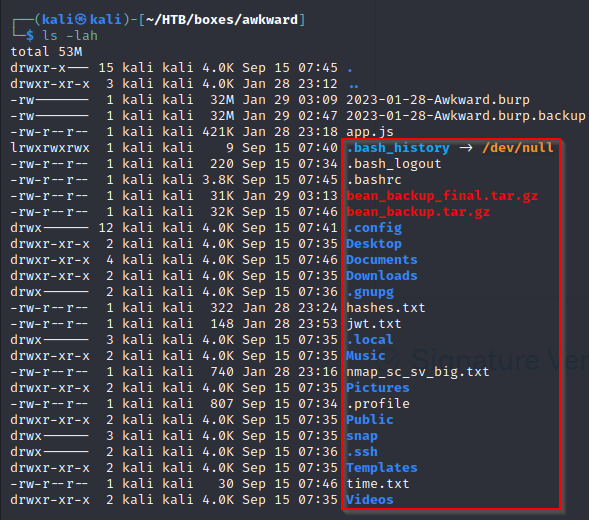 ┌──(kali㉿kali)-[~/HTB/boxes/awkward]
└─$ ls -lah
total 53M
drwxr-x--- 15 kali kali 4.0K Sep 15 07:45 .
drwxr-xr-x  3 kali kali 4.0K Jan 28 23:12 ..
-rw-------  1 kali kali  32M Jan 29 03:09 2023-01-28-Awkward.burp
-rw-------  1 kali kali  32M Jan 29 02:47 2023-01-28-Awkward.burp.backup
-rw-r--r--  1 kali kali 421K Jan 28 23:18 app.js
lrwxrwxrwx  1 kali kali    9 Sep 15 07:40 .bash_history -> /dev/null
-rw-r--r--  1 kali kali  220 Sep 15 07:34 .bash_logout
-rw-r--r--  1 kali kali 3.8K Sep 15 07:45 .bashrc
-rw-r--r--  1 kali kali  31K Jan 29 03:13 bean_backup_final.tar.gz
-rw-r--r--  1 kali kali  32K Sep 15 07:46 bean_backup.tar.gz
drwx------ 12 kali kali 4.0K Sep 15 07:41 .config
drwxr-xr-x  2 kali kali 4.0K Sep 15 07:35 Desktop
drwxr-xr-x  4 kali kali 4.0K Sep 15 07:46 Documents
drwxr-xr-x  2 kali kali 4.0K Sep 15 07:35 Downloads
drwx------  2 kali kali 4.0K Sep 15 07:36 .gnupg
-rw-r--r--  1 kali kali  322 Jan 28 23:24 hashes.txt
-rw-r--r--  1 kali kali  148 Jan 28 23:53 jwt.txt
drwx------  3 kali kali 4.0K Sep 15 07:35 .local
drwxr-xr-x  2 kali kali 4.0K Sep 15 07:35 Music
-rw-r--r--  1 kali kali  740 Jan 28 23:16 nmap_sc_sv_big.txt
drwxr-xr-x  2 kali kali 4.0K Sep 15 07:35 Pictures
-rw-r--r--  1 kali kali  807 Sep 15 07:34 .profile
drwxr-xr-x  2 kali kali 4.0K Sep 15 07:35 Public
drwx------  3 kali kali 4.0K Sep 15 07:35 snap
drwx------  2 kali kali 4.0K Sep 15 07:36 .ssh
drwxr-xr-x  2 kali kali 4.0K Sep 15 07:35 Templates
-rw-r--r--  1 kali kali   30 Sep 15 07:46 time.txt
drwxr-xr-x  2 kali kali 4.0K Sep 15 07:35 Videos